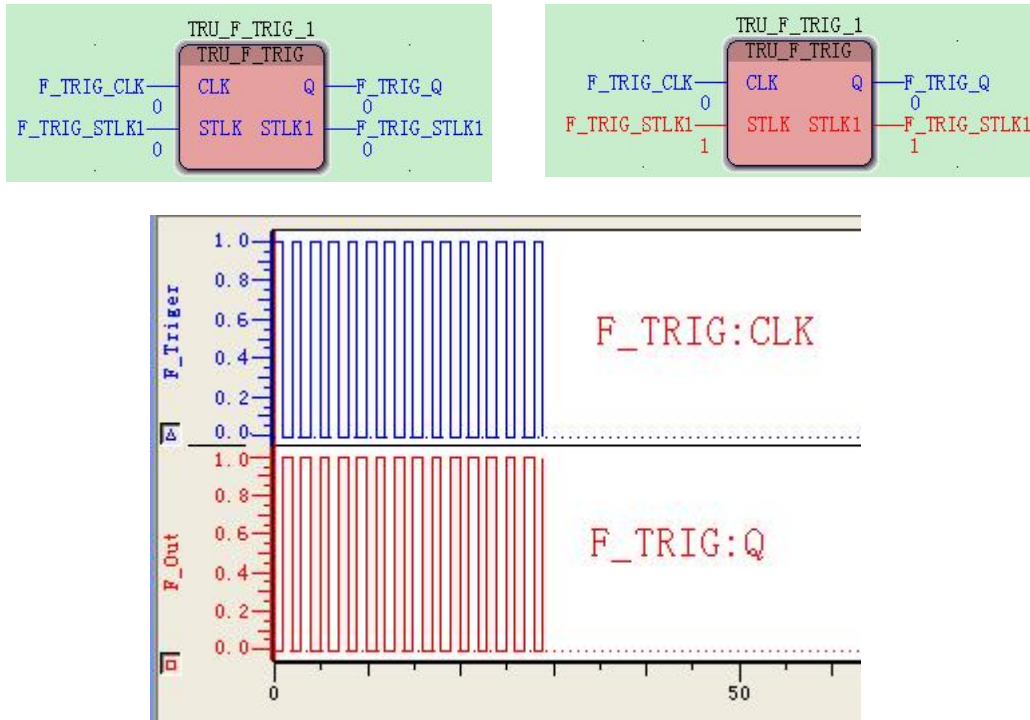 TRU_F_TRIG_1
TRU_F_TRIG
F_TRIG_CLK CLK Q F_TRIG_Q
0 0
F_TRIG_STLK1 STLK STLK1 F_TRIG_STLK1
0 0
TRU_F_TRIG_1
TRU_F_TRIG
F_TRIG_CLK CLK Q F_TRIG_Q
0 0
F_TRIG_STLK1 STLK STLK1 F_TRIG_STLK1
1 1
F_Triger
1.0
0.8
0.6
0.4
0.2
0.0
F_TRIG:CLK
F_Out
1.0
0.8
0.6
0.4
0.2
0.0
F_TRIG:Q
0 50